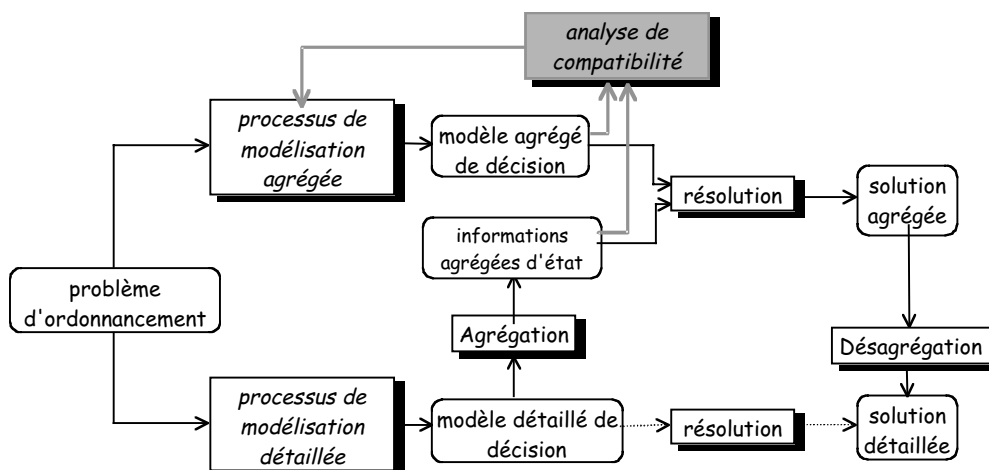 analyse de
compatibilité
processus de
modélisation
agrégée
modèle agrégé
de décision
résolution
solution
agrégée
informations
agrégées d'état
problème
d'ordonnancement
Agrégation
Désagrégation
processus de
modélisation
détaillée
modèle détaillé de
décision
résolution
solution
détaillée